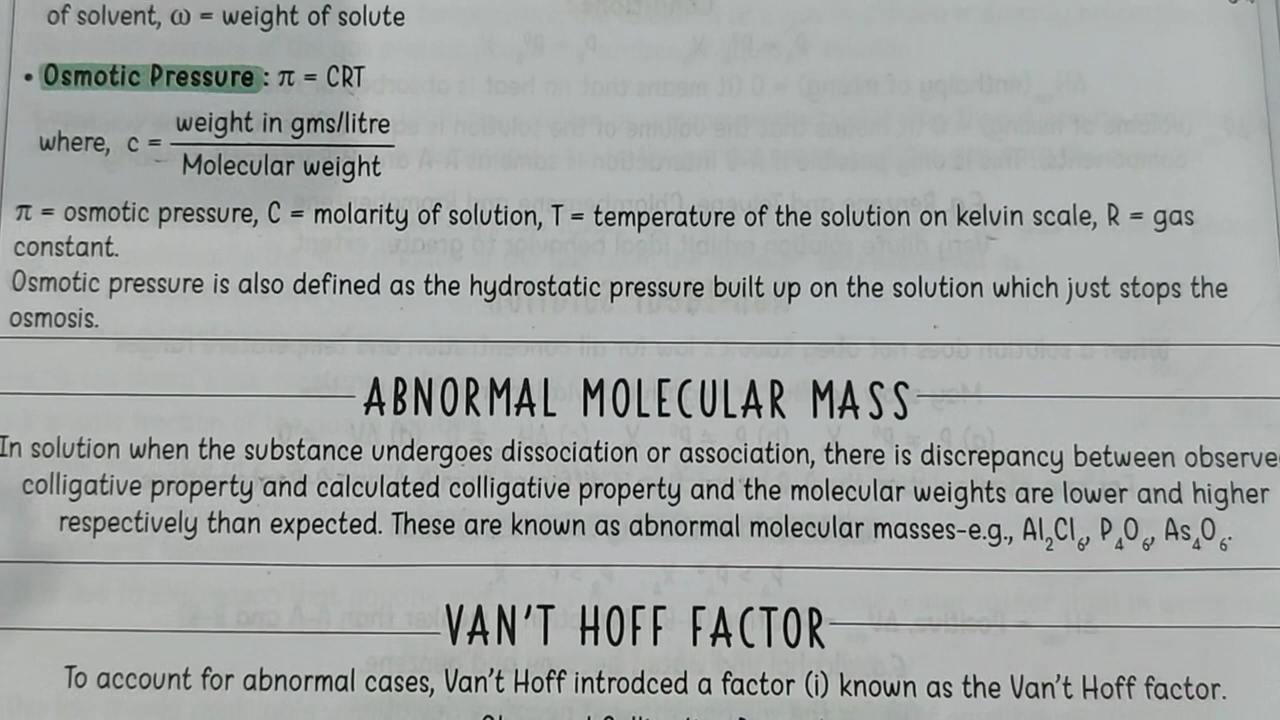 of solvent, ω = weight of solute
• Osmotic Pressure : π = CRT
where, c = weight in gms/litre
Molecular weight
π = osmotic pressure, C = molarity of solution, T = temperature of the solution on kelvin scale, R = gas
constant.
Osmotic pressure is also defined as the hydrostatic pressure built up on the solution which just stops the
osmosis.
ABNORMAL MOLECULAR MASS
In solution when the substance undergoes dissociation or association, there is discrepancy between observe
colligative property and calculated colligative property and the molecular weights are lower and higher
respectively than expected. These are known as abnormal molecular masses-e.g., Al₂Cl₆, P₄O₆, As₄O₆.
VAN'T HOFF FACTOR
To account for abnormal cases, Van't Hoff introdced a factor (i) known as the Van't Hoff factor.